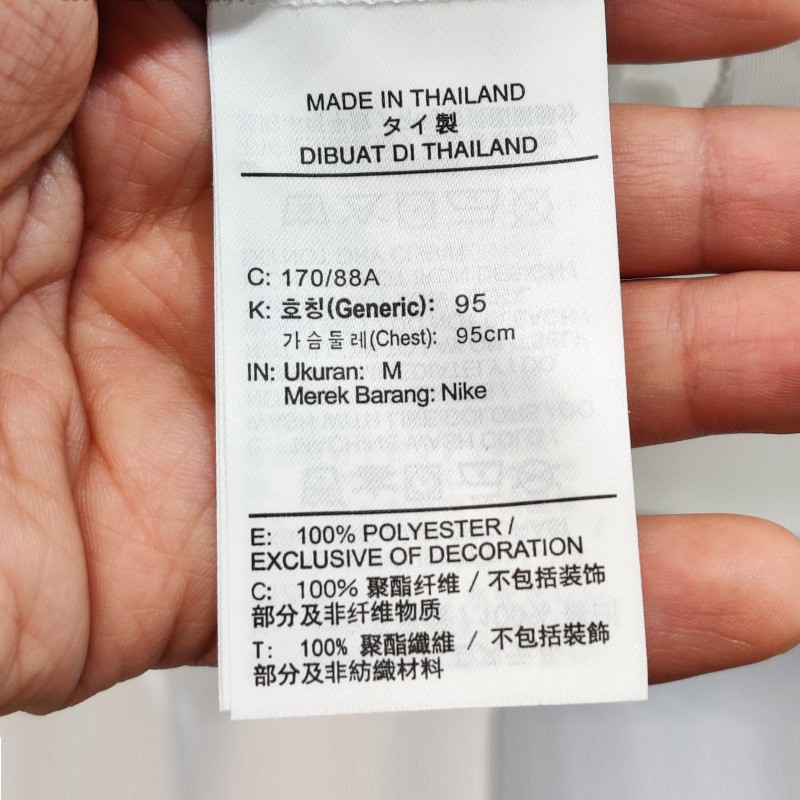 MADE IN THAILAND
タイ製
DIBUAT DI THAILAND
C: 170/88A
K: 호칭(Generic): 95
가슴둘레(Chest): 95cm
IN: Ukuran: M
Merek Barang: Nike
E: 100% POLYESTER /
EXCLUSIVE OF DECORATION
C: 100% 聚酯纤维 / 不包括装饰
部分及非纤维物质
T: 100% 聚酯纖維 / 不包括裝飾
部分及非紡織材料